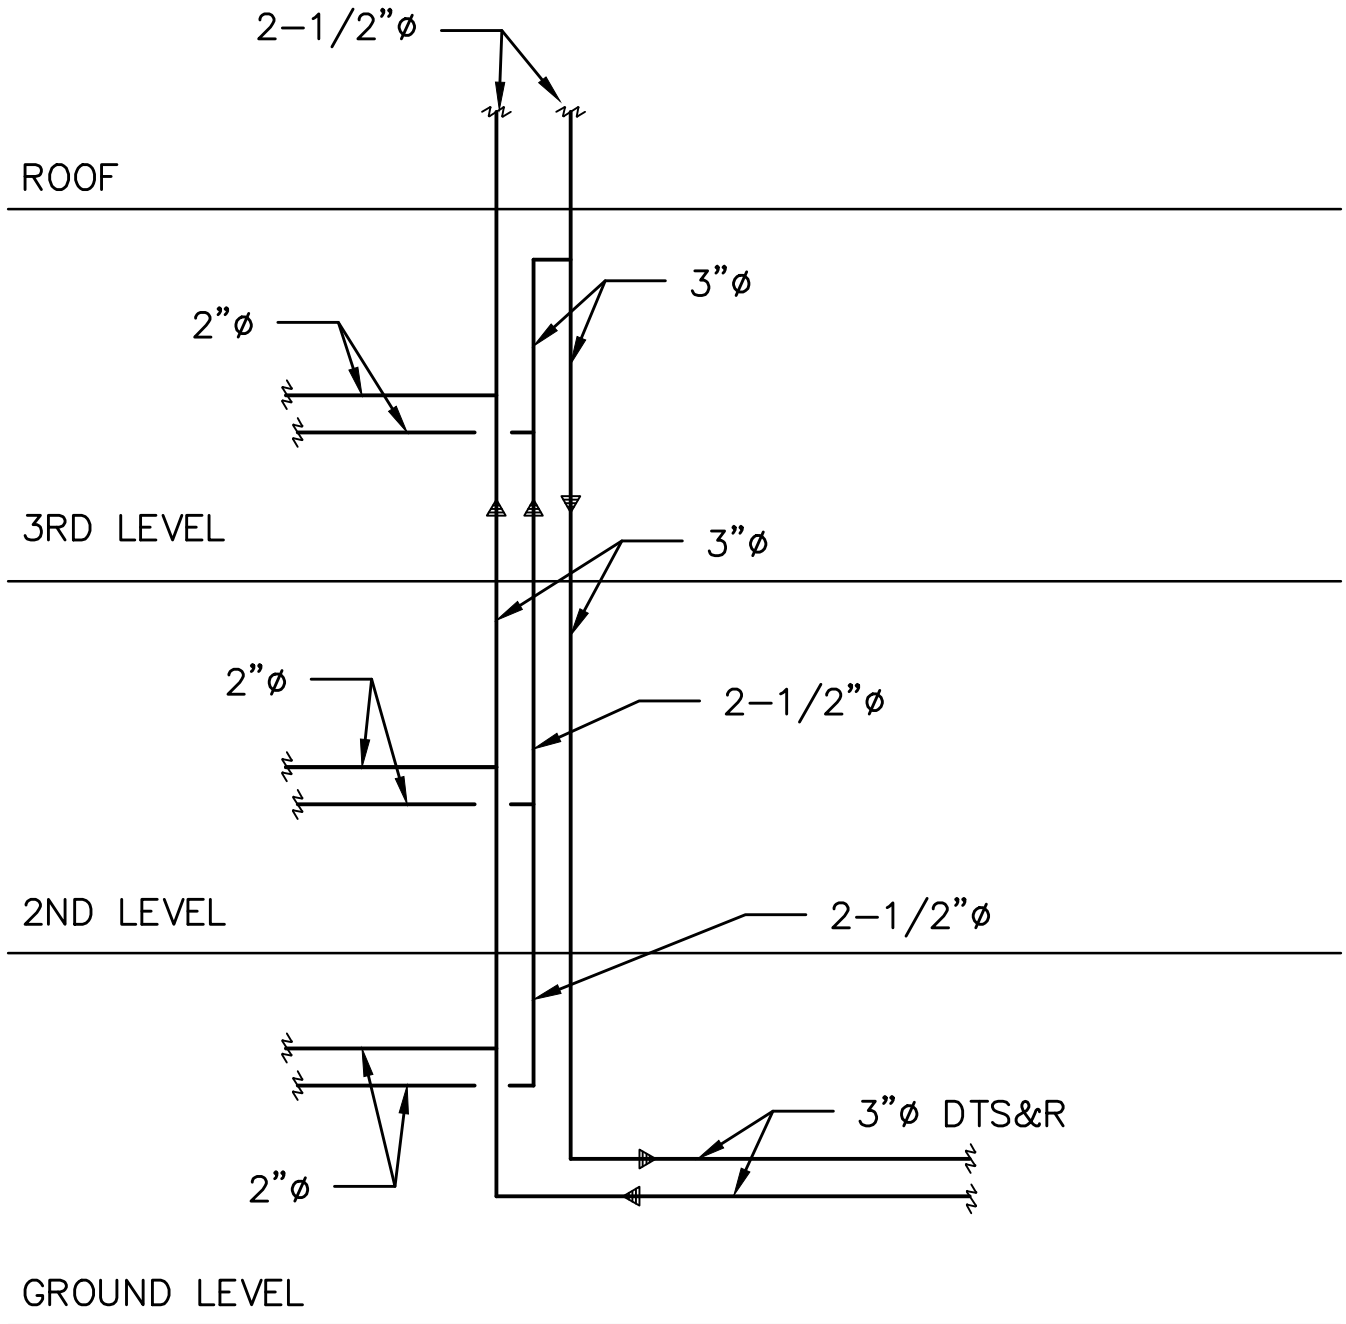 2-1/2"ø
ROOF
3"ø
2"ø
3RD LEVEL
3"ø
2"ø
2-1/2"ø
2ND LEVEL
2-1/2"ø
3"ø DTS&R
2"ø
GROUND LEVEL